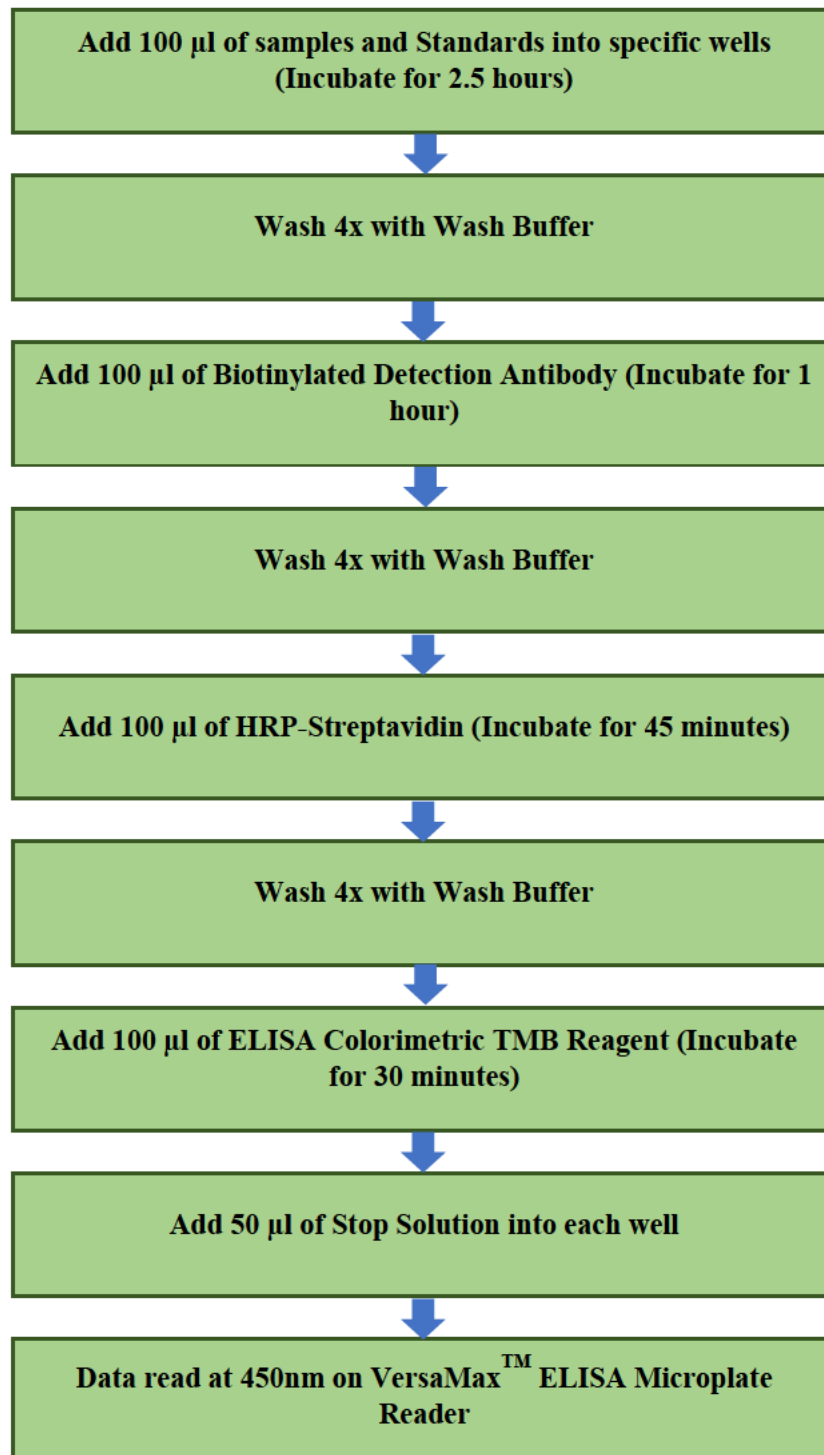 Add 100 µl of samples and Standards into specific wells
(Incubate for 2.5 hours)
Wash 4x with Wash Buffer
Add 100 µl of Biotinylated Detection Antibody (Incubate for 1
hour)
Wash 4x with Wash Buffer
Add 100 µl of HRP-Streptavidin (Incubate for 45 minutes)
Wash 4x with Wash Buffer
Add 100 µl of ELISA Colorimetric TMB Reagent (Incubate
for 30 minutes)
Add 50 µl of Stop Solution into each well
Data read at 450nm on VersaMax™ ELISA Microplate
Reader